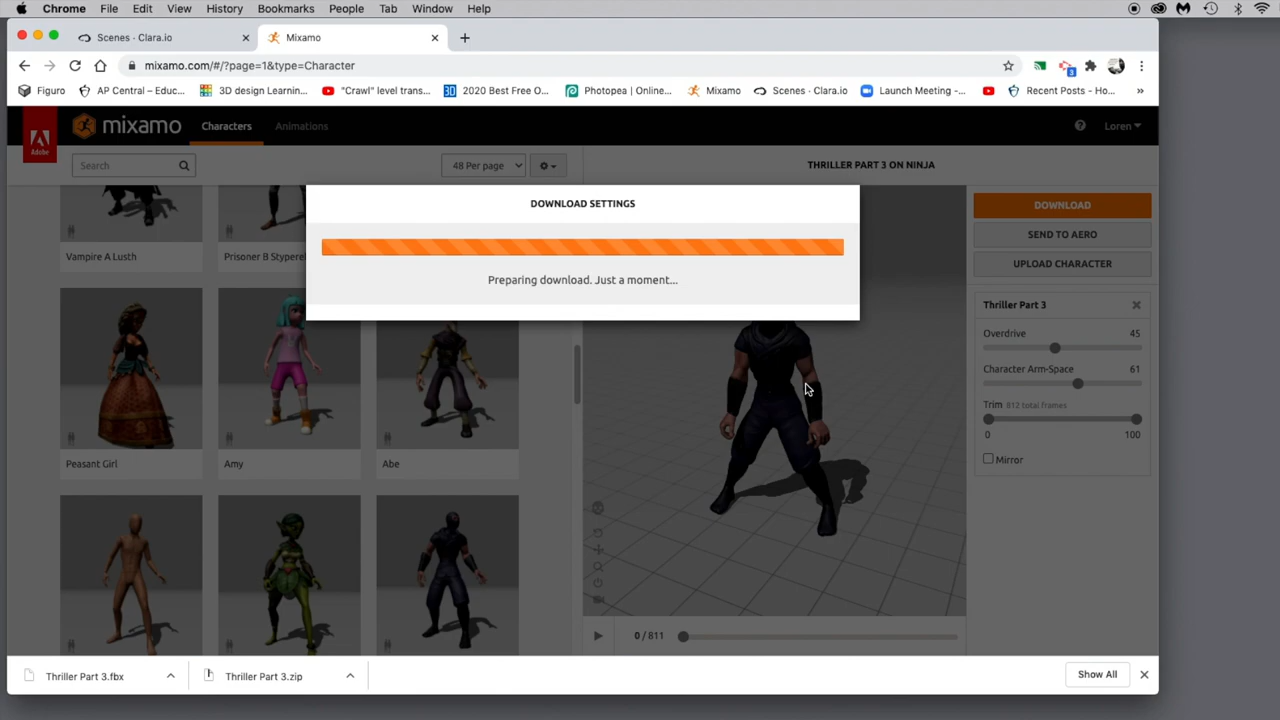 Chrome File Edit View History Bookmarks People Tab Window Help
Scenes · Clara.io
Mixamo
mixamo.com/#/?page=1&type=Character
3
Figuro
AP Central – Educ...
3D design Learnin...
"Crawl" level trans...
2020 Best Free O...
Photopea | Online...
Mixamo
Scenes · Clara.io
Launch Meeting -...
Recent Posts - Ho...
»
Adobe
mixamo
Characters
Animations
Loren
Search
48 Per page
THRILLER PART 3 ON NINJA
DOWNLOAD SETTINGS
Preparing download. Just a moment...
DOWNLOAD
SEND TO AERO
UPLOAD CHARACTER
Vampire A Lusth
Prisoner B Styperel
Thriller Part 3
Overdrive 45
Character Arm-Space 61
Trim 812 total frames
0 100
Mirror
Peasant Girl
Amy
Abe
0 / 811
Thriller Part 3.fbx
Thriller Part 3.zip
Show All